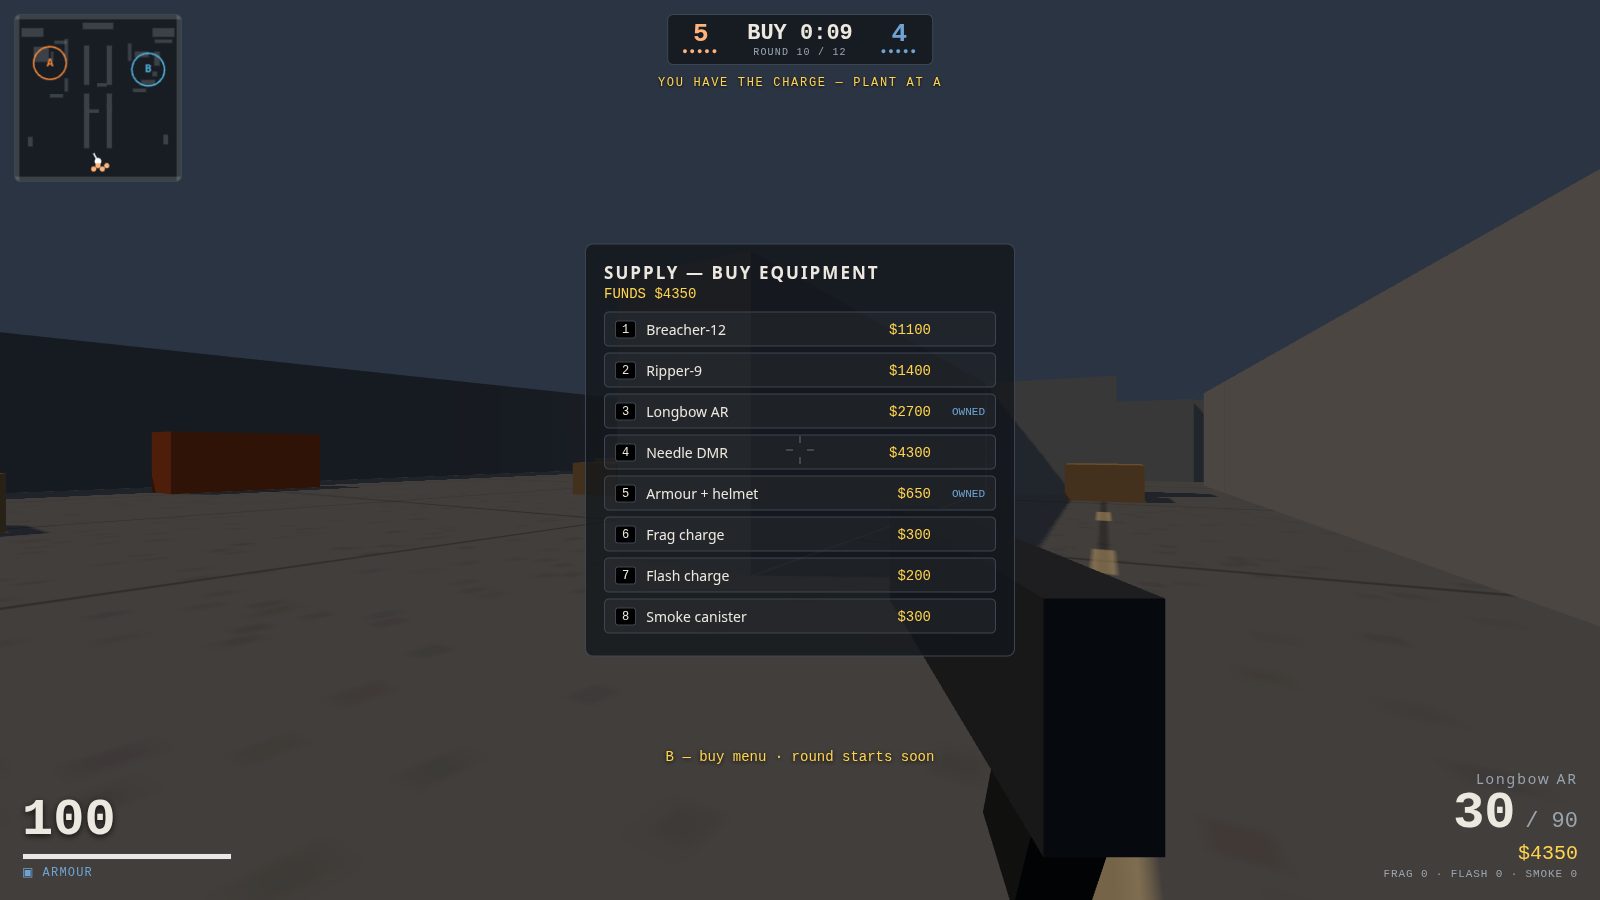 A
B
5 BUY 0:09 4
ROUND 10 / 12
YOU HAVE THE CHARGE — PLANT AT A
SUPPLY — BUY EQUIPMENT
FUNDS $4350
1 Breacher-12 $1100
2 Ripper-9 $1400
3 Longbow AR $2700 OWNED
4 Needle DMR $4300
5 Armour + helmet $650 OWNED
6 Frag charge $300
7 Flash charge $200
8 Smoke canister $300
B — buy menu · round starts soon
100
ARMOUR
Longbow AR
30 / 90
$4350
FRAG 0 · FLASH 0 · SMOKE 0